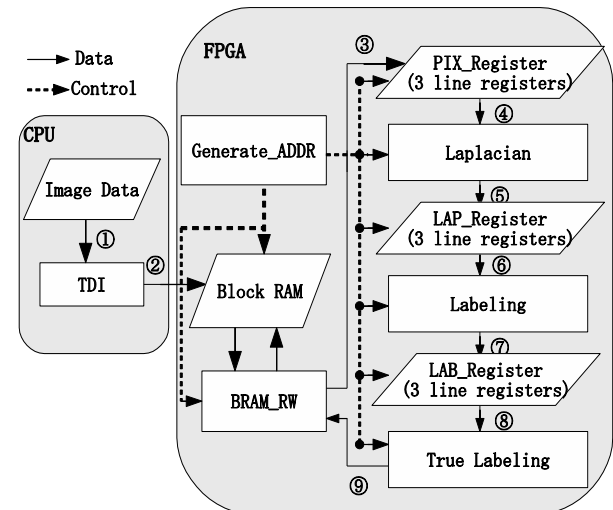 FPGA
③
Data
Control
PIX_Register
(3 line registers)
④
CPU
Generate_ADDR
Laplacian
Image Data
⑤
①
LAP_Register
(3 line registers)
②
⑥
TDI
Block RAM
Labeling
⑦
LAB_Register
(3 line registers)
BRAM_RW
⑧
True Labeling
⑨